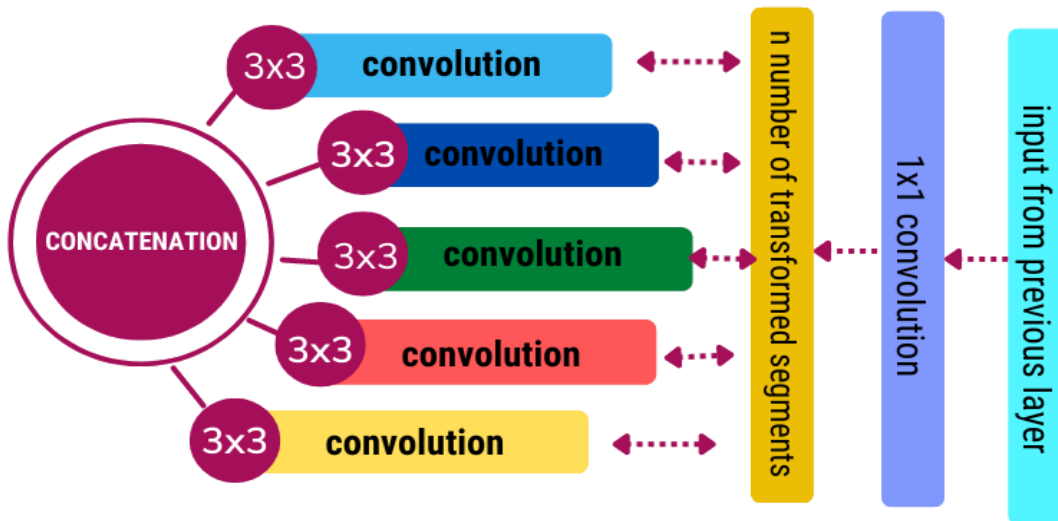 3x3 convolution
3x3 convolution
3x3 convolution
3x3 convolution
3x3 convolution
CONCATENATION
n number of transformed segments
1x1 convolution
input from previous layer